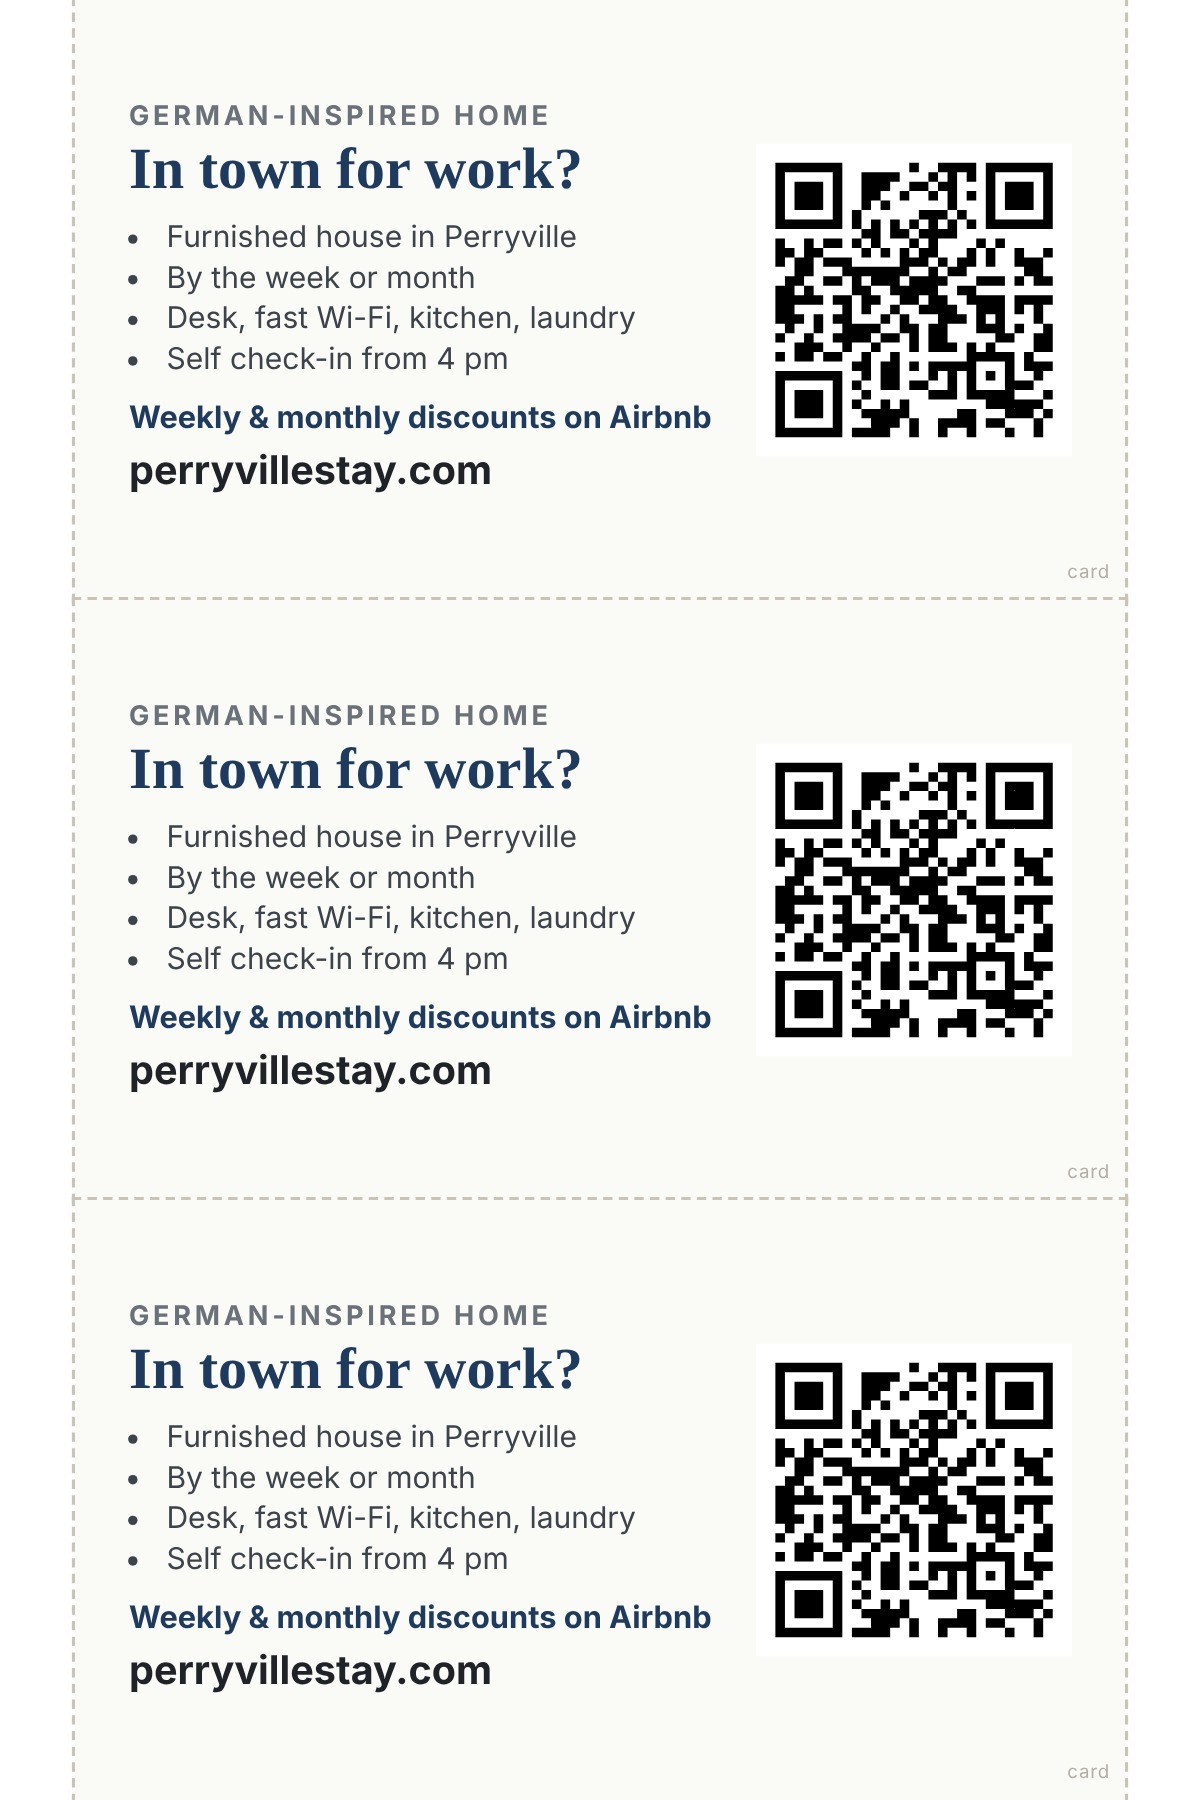 GERMAN-INSPIRED HOME
In town for work?
• Furnished house in Perryville
• By the week or month
• Desk, fast Wi-Fi, kitchen, laundry
• Self check-in from 4 pm
Weekly & monthly discounts on Airbnb
perryvillestay.com
card
GERMAN-INSPIRED HOME
In town for work?
• Furnished house in Perryville
• By the week or month
• Desk, fast Wi-Fi, kitchen, laundry
• Self check-in from 4 pm
Weekly & monthly discounts on Airbnb
perryvillestay.com
card
GERMAN-INSPIRED HOME
In town for work?
• Furnished house in Perryville
• By the week or month
• Desk, fast Wi-Fi, kitchen, laundry
• Self check-in from 4 pm
Weekly & monthly discounts on Airbnb
perryvillestay.com
card